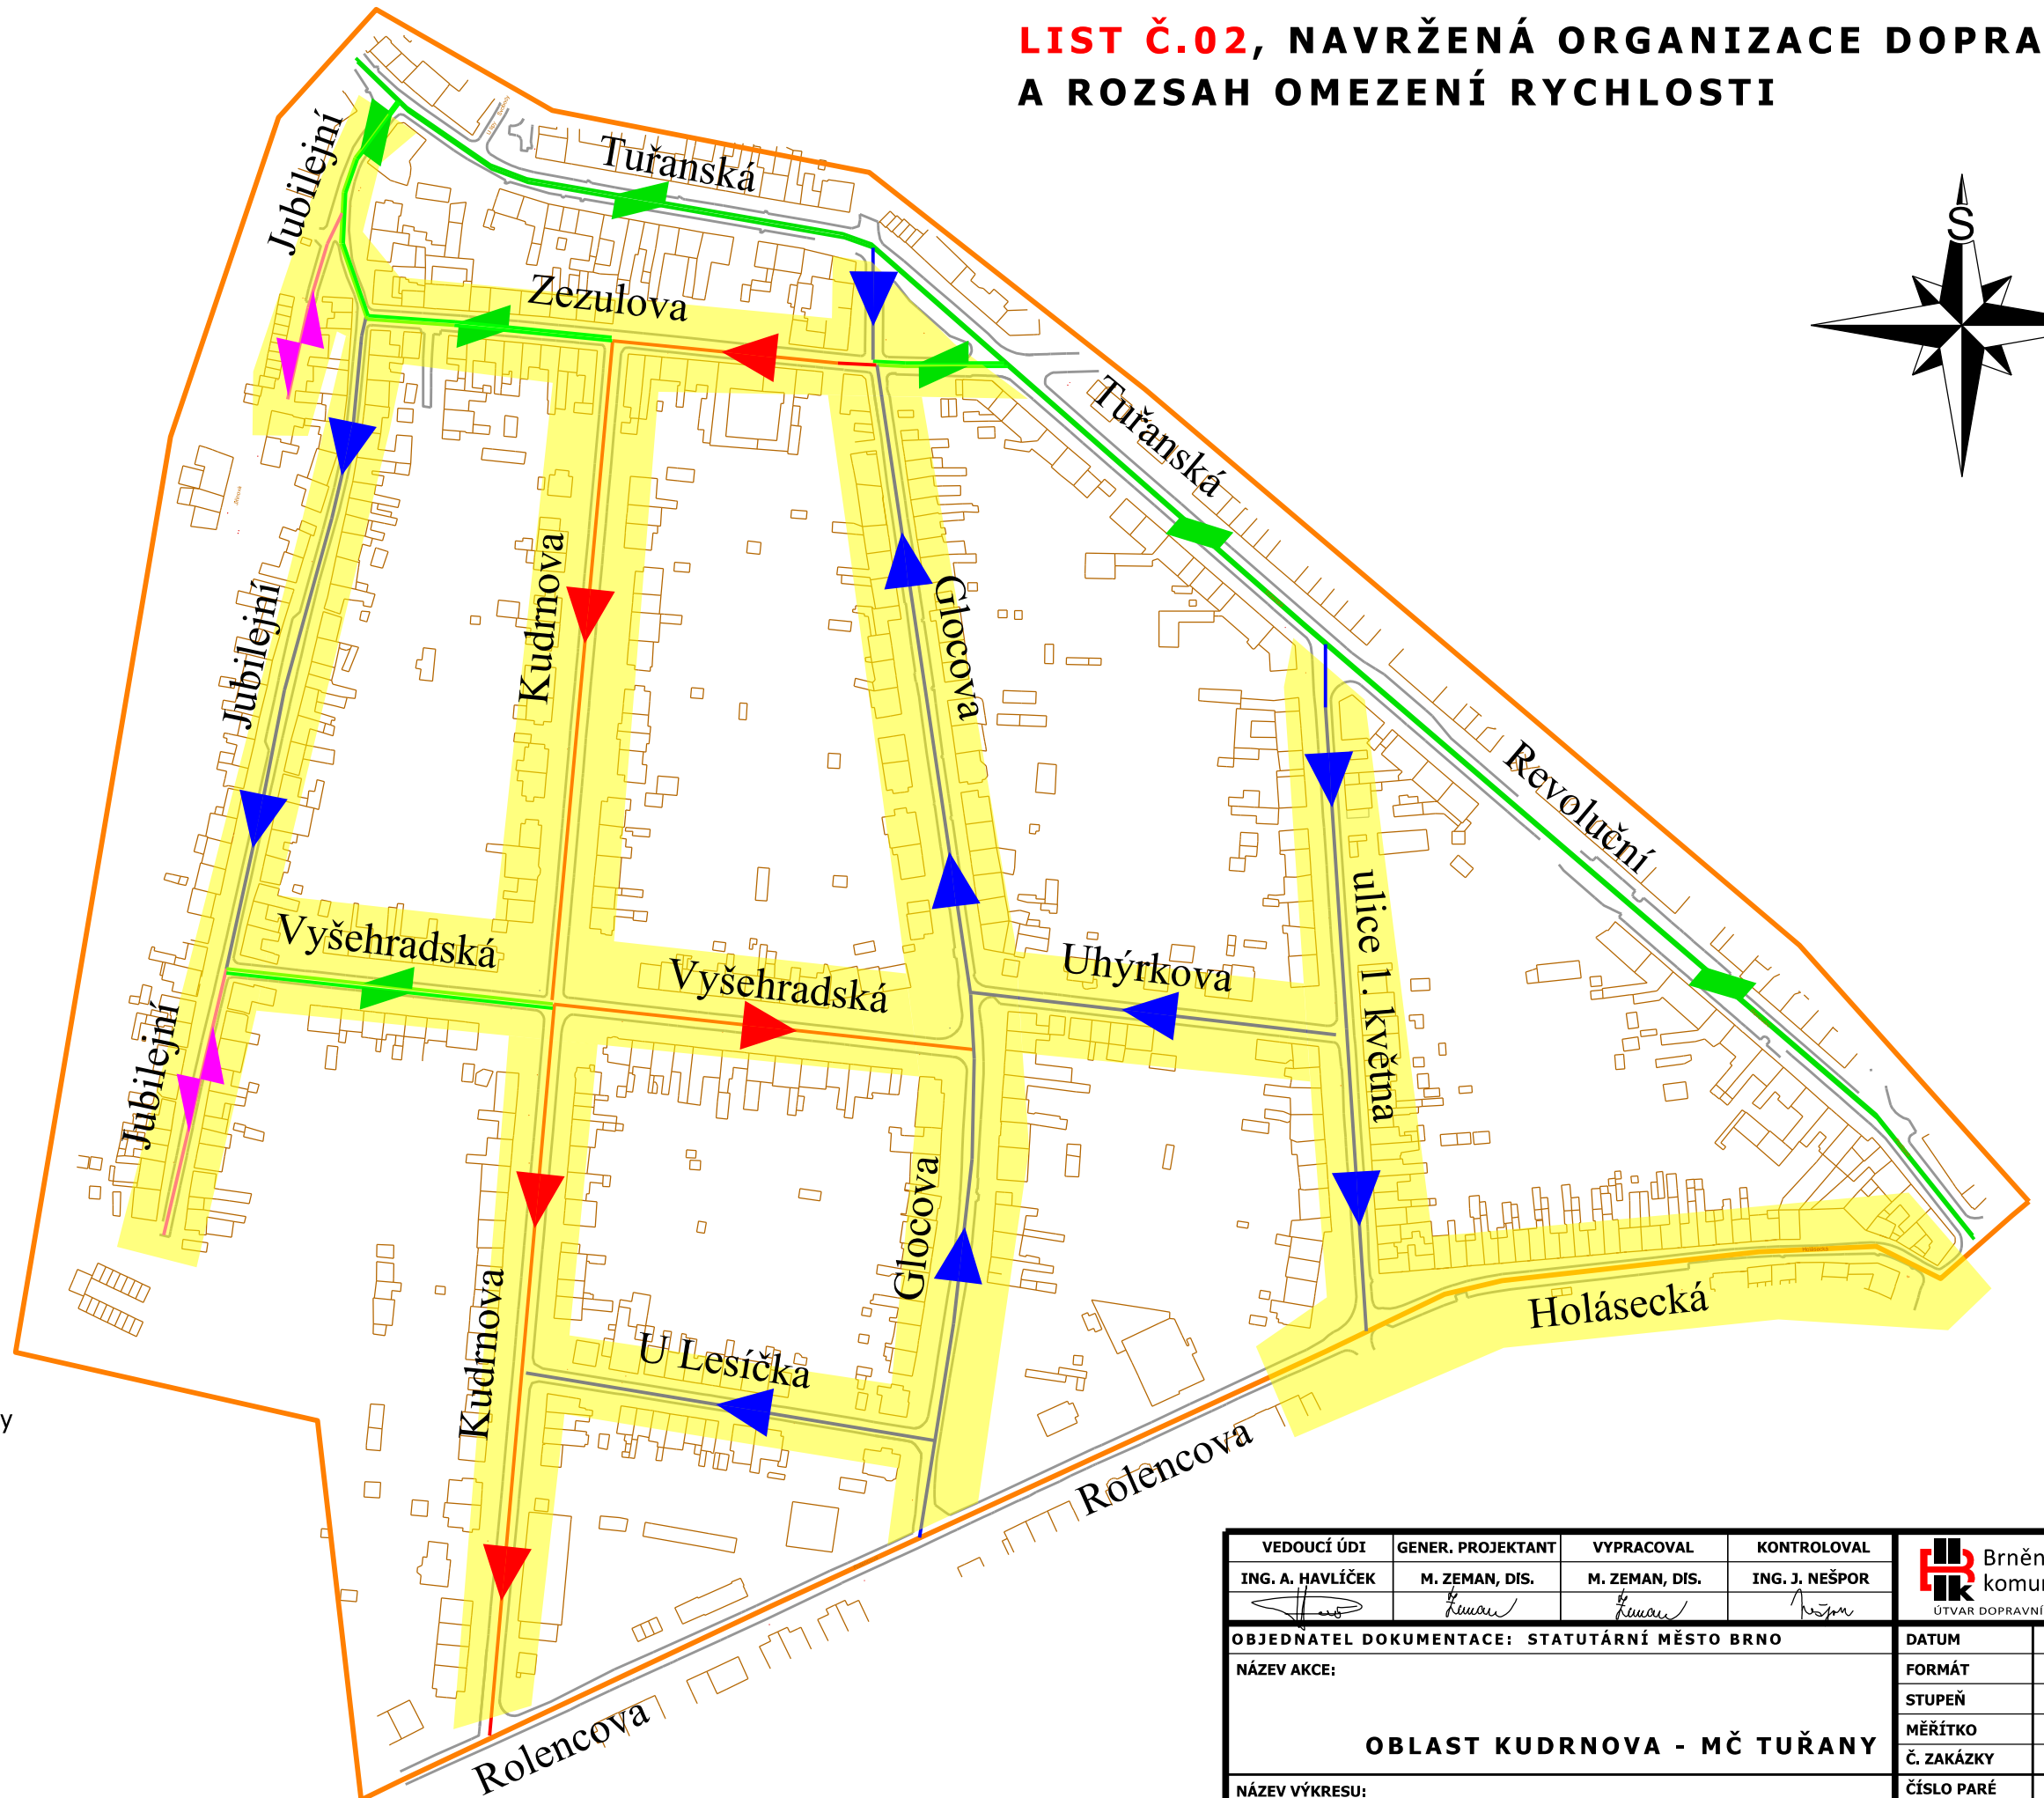 LIST Č.02, NAVRŽENÁ ORGANIZACE DOPRA
A ROZSAH OMEZENÍ RYCHLOSTI
S
Jubilejní
Tuřanská
Zezulova
Tuřanská
Kudrnova
Glocova
Jubilejní
Revoluční
ulice 1. května
Vyšehradská
Vyšehradská
Uhýrkova
Jubilejní
Glocova
Kudrnova
U Lesíčka
Holásecká
Rolencova
Rolencova
y
VEDOUCÍ ÚDI GENER. PROJEKTANT VYPRACOVAL KONTROLOVAL
ING. A. HAVLÍČEK M. ZEMAN, DIS. M. ZEMAN, DIS. ING. J. NEŠPOR
Brněn
komur
ÚTVAR DOPRAVNÍ
OBJEDNATEL DOKUMENTACE: STATUTÁRNÍ MĚSTO BRNO
NÁZEV AKCE:
OBLAST KUDRNOVA - MČ TUŘANY
NÁZEV VÝKRESU:
DATUM
FORMÁT
STUPEŇ
MĚŘÍTKO
Č. ZAKÁZKY
ČÍSLO PARÉ